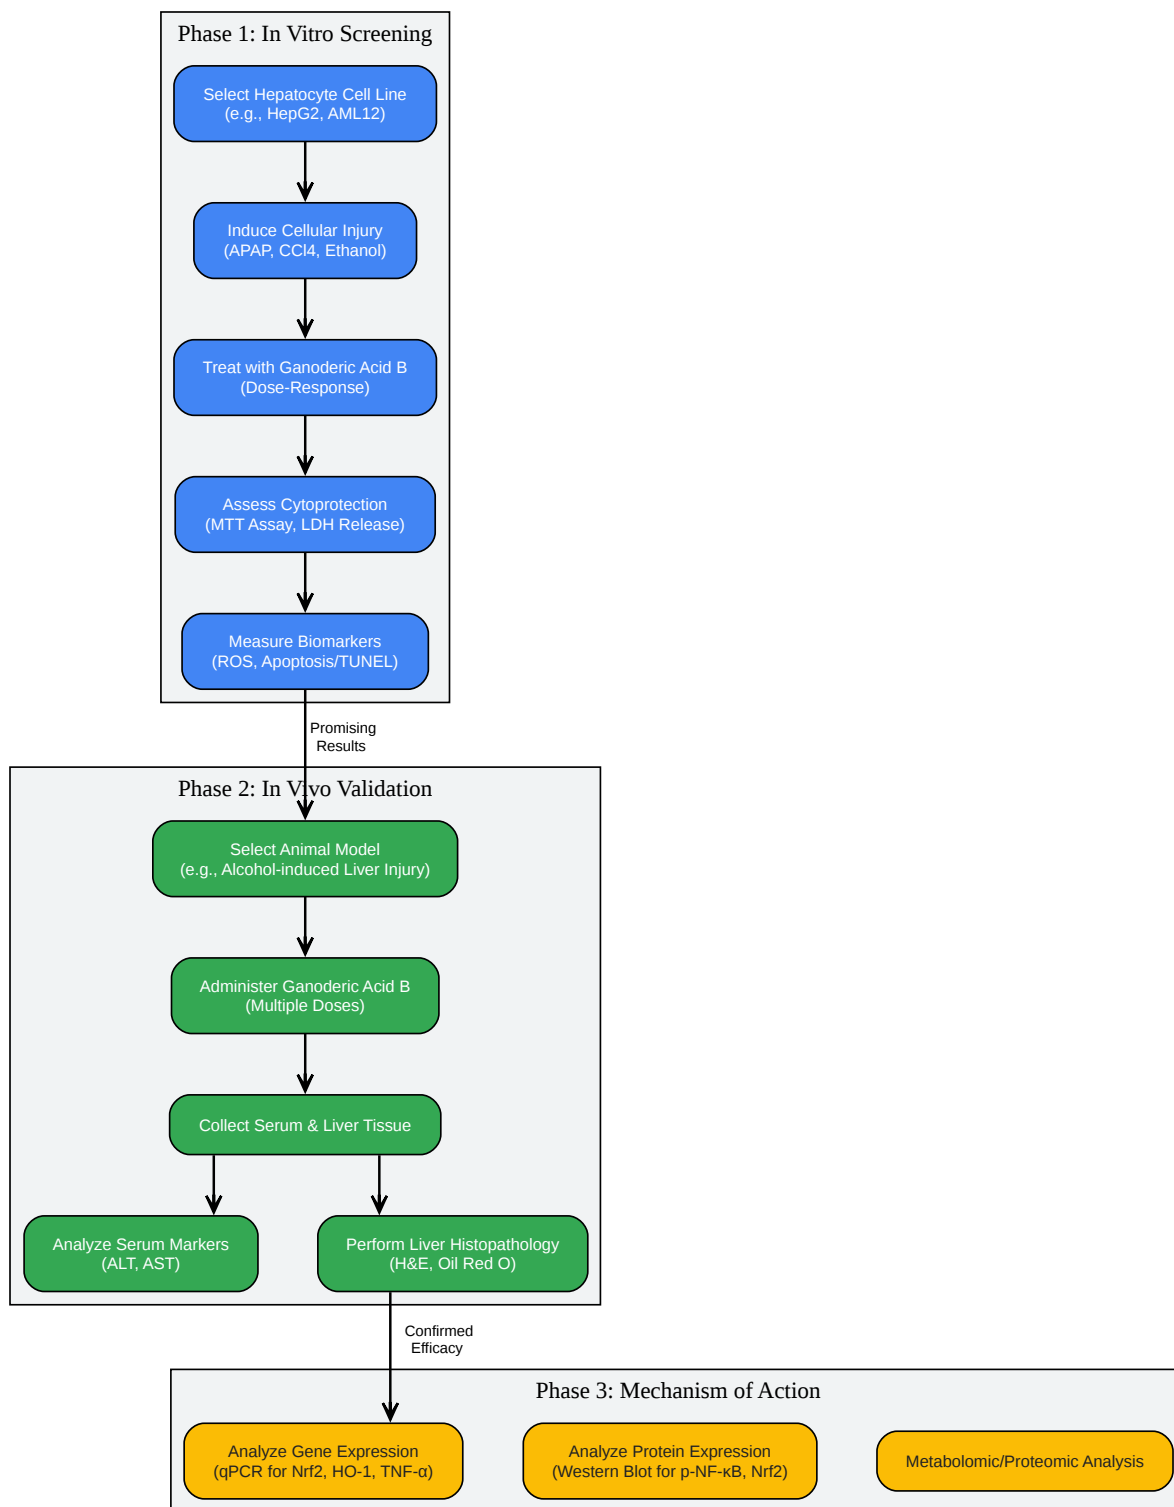 Phase 1: In Vitro Screening
Select Hepatocyte Cell Line
(e.g., HepG2, AML12)
Induce Cellular Injury
(APAP, CCl4, Ethanol)
Treat with Ganoderic Acid B
(Dose-Response)
Assess Cytoprotection
(MTT Assay, LDH Release)
Measure Biomarkers
(ROS, Apoptosis/TUNEL)
Promising
Results
Phase 2: In Vivo Validation
Select Animal Model
(e.g., Alcohol-induced Liver Injury)
Administer Ganoderic Acid B
(Multiple Doses)
Collect Serum & Liver Tissue
Analyze Serum Markers
(ALT, AST)
Perform Liver Histopathology
(H&E, Oil Red O)
Confirmed
Efficacy
Phase 3: Mechanism of Action
Analyze Gene Expression
(qPCR for Nrf2, HO-1, TNF-α)
Analyze Protein Expression
(Western Blot for p-NF-κB, Nrf2)
Metabolomic/Proteomic Analysis